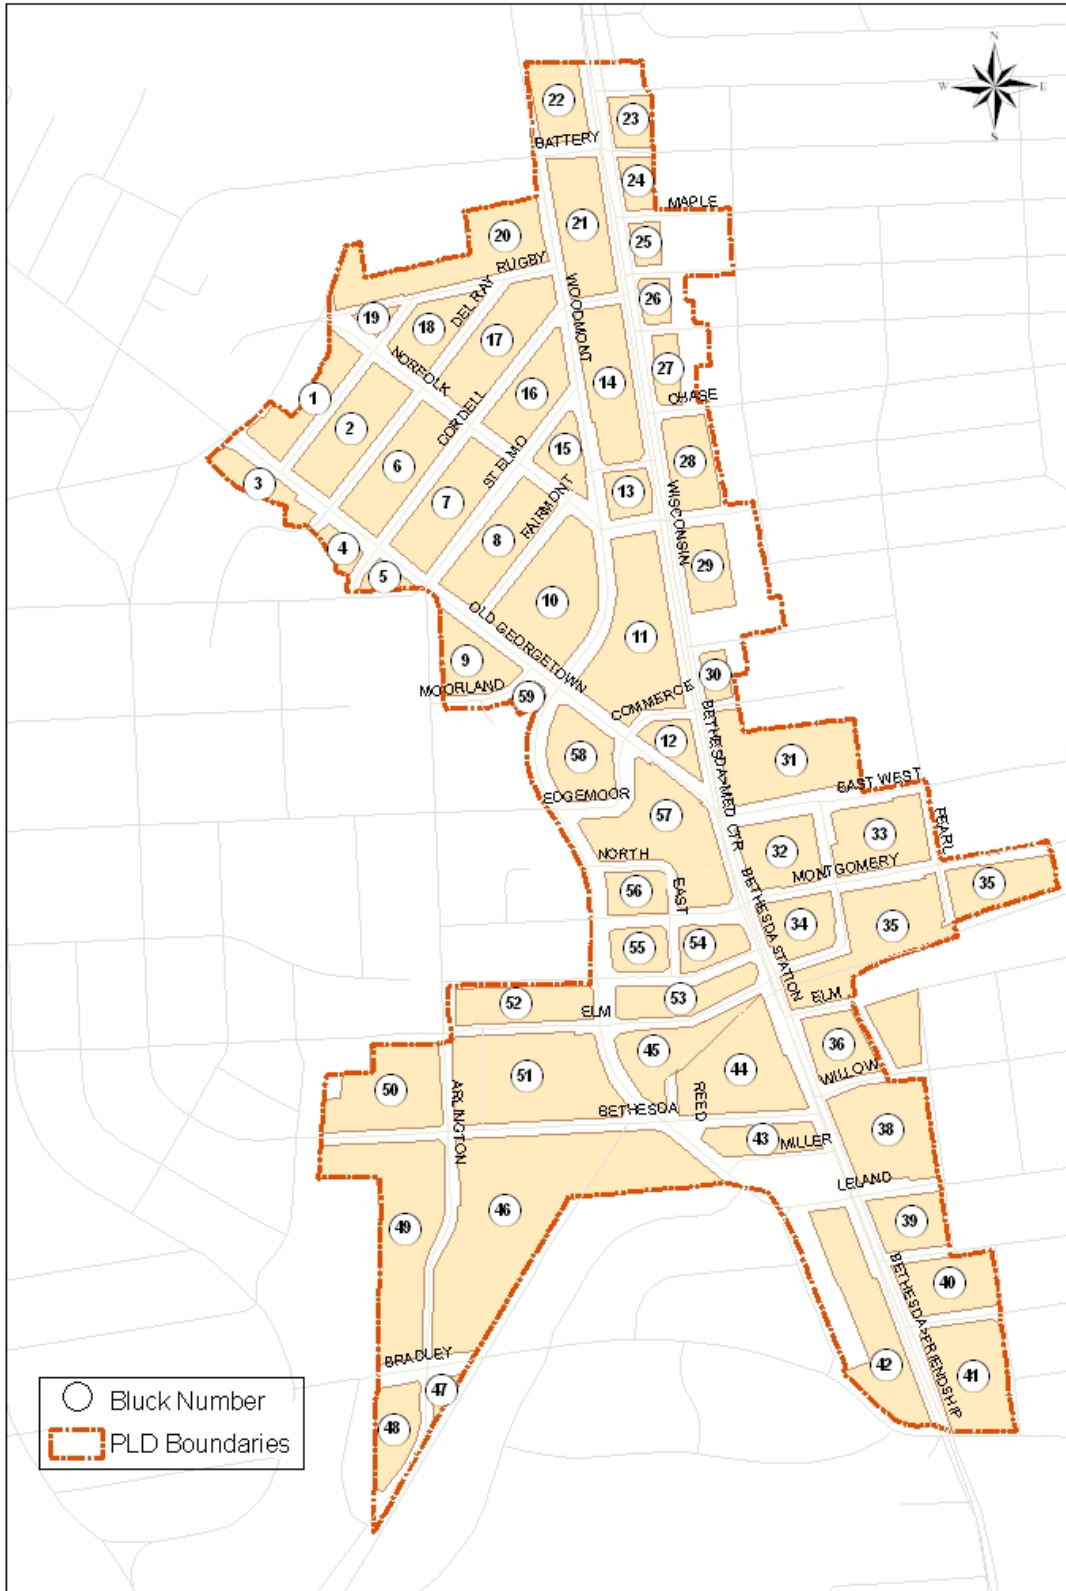 N
W E
S
22
23
BATTERY
24
MAPLE
21
20
25
RUGBY
DEL RAY
26
WOODMONT
19
18
17
NORFOLK
27
14
16
CHASE
1
CORDELL
2
15
ST ELMO
28
6
3
13
7
FAIRMONT
WISCONSIN
8
4
29
5
10
OLD GEORGETOWN
11
9
30
MOORLAND
59
COMMERCE
12
BETHESDA>MED CTR
58
31
EAST WEST
EDGEMOOR
57
PEARL
33
32
NORTH
MONTGOMERY
56
EAST
35
34
35
BETHESDA STATION
55
54
52
53
ELM
ELM
45
36
44
WILLOW
51
50
ARLINGTON
REED
BETHESDA
38
43
MILLER
LELAND
46
39
49
BETHESDA>FRIENDSHIP
40
BRADLEY
42
41
47
48
Bluck Number
PLD Boundaries